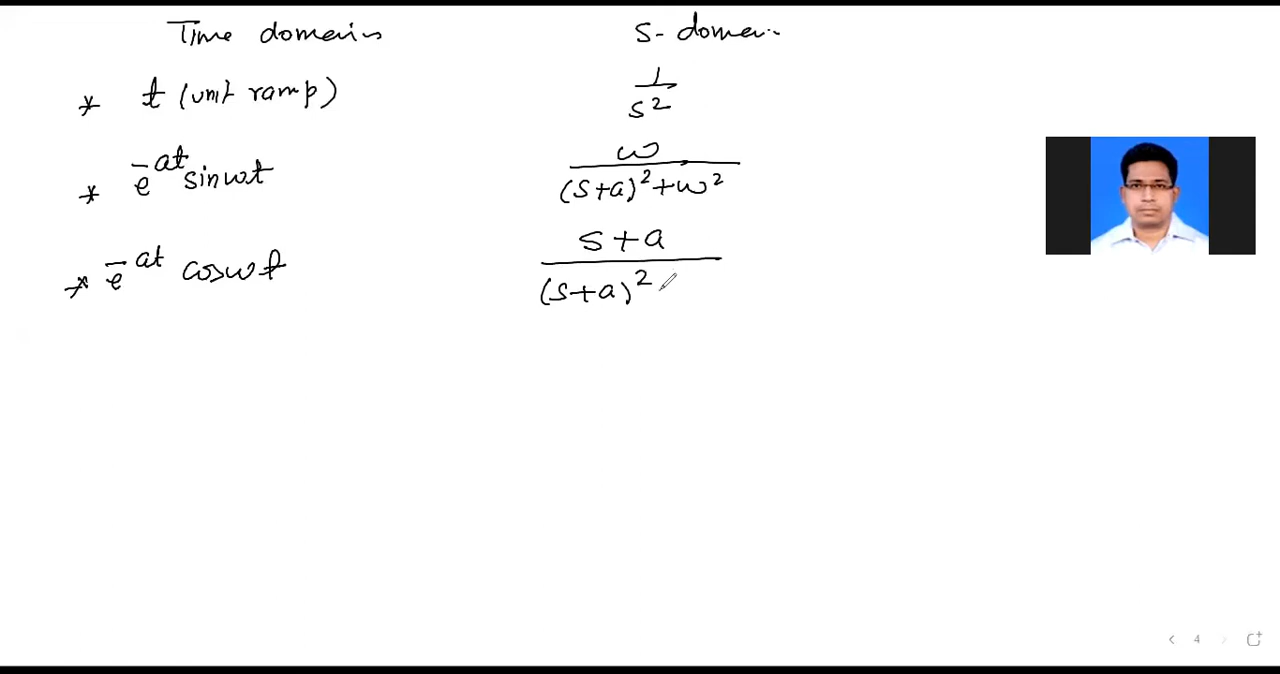 Time domain S-domain
* t (unit ramp) 1/s²
* e^-at sinωt ω/((s+a)²+ω²)
* e^-at cosωt s+a/(s+a)²
4